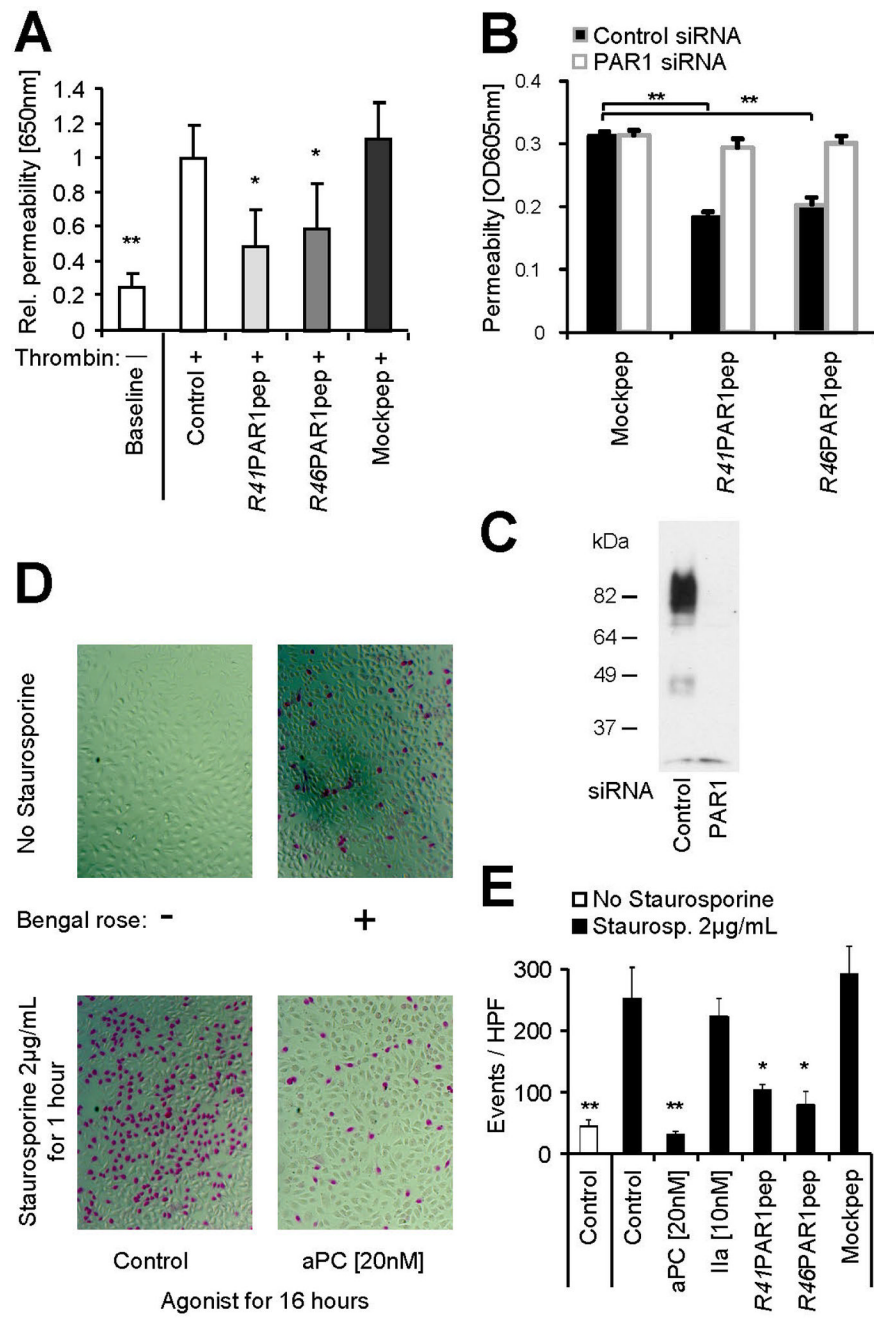 A
Rel. permeability [650nm]
1.4
1.2
1
0.8
0.6
0.4
0.2
0
**
*
*
Thrombin: —
Baseline
Control +
R41PAR1pep +
R46PAR1pep +
Mockpep +
B
Control siRNA
PAR1 siRNA
Permeabilty [OD605nm]
0.4
0.3
0.2
0.1
0
**
**
Mockpep
R41PAR1pep
R46PAR1pep
C
kDa
82
64
49
37
siRNA
Control
PAR1
D
No Staurosporine
Bengal rose: - +
Staurosporine 2µg/mL
for 1 hour
Control
aPC [20nM]
Agonist for 16 hours
E
No Staurosporine
Staurosp. 2µg/mL
Events / HPF
300
200
100
0
**
**
*
*
Control
Control
aPC [20nM]
IIa [10nM]
R41PAR1pep
R46PAR1pep
Mockpep